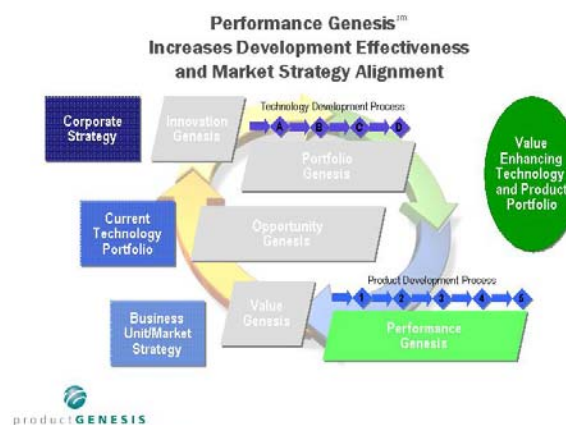 Performance Genesis℠
Increases Development Effectiveness
and Market Strategy Alignment
Corporate
Strategy
Innovation
Genesis
Technology Development Process
A B C D
Portfolio
Genesis
Value
Enhancing
Technology
and Product
Portfolio
Current
Technology
Portfolio
Opportunity
Genesis
Business
Unit/Market
Strategy
Value
Genesis
Product Development Process
1 2 3 4 5
Performance
Genesis
productGENESIS